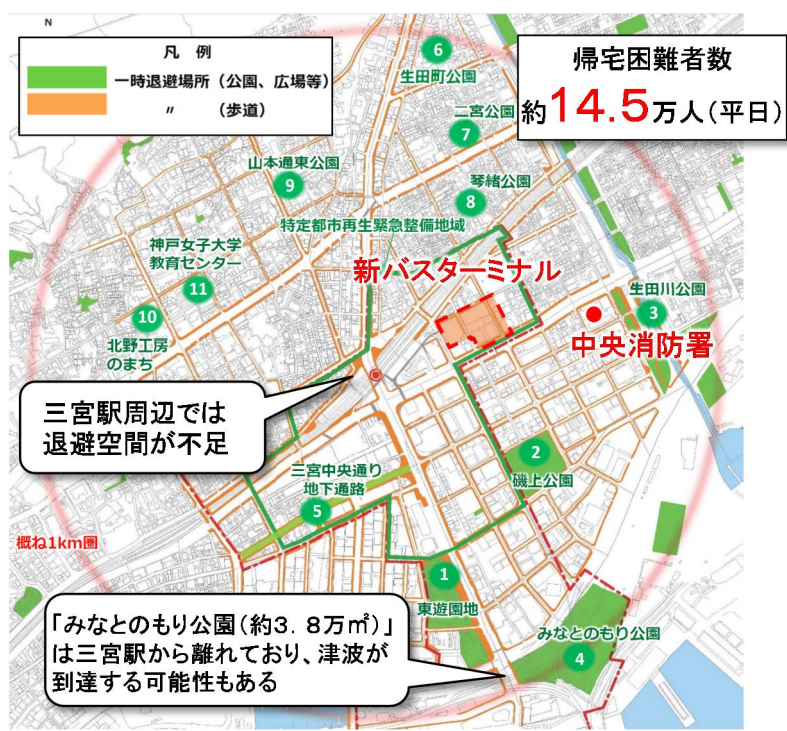 N
凡 例
一時退避場所（公園、広場等）
〃 （歩道）
帰宅困難者数
約14.5万人（平日）
6
生田町公園
二宮公園
7
山本通東公園
9
琴緒公園
8
特定都市再生緊急整備地域
神戸女子大学
教育センター
11
新バスターミナル
10
北野工房
のまち
生田川公園
3
中央消防署
三宮駅周辺では
退避空間が不足
2
磯上公園
三宮中央通り
地下通路
5
概ね1km圏
1
東遊園地
「みなとのもり公園（約3．8万㎡）」
は三宮駅から離れており、津波が
到達する可能性もある
みなとのもり公園
4